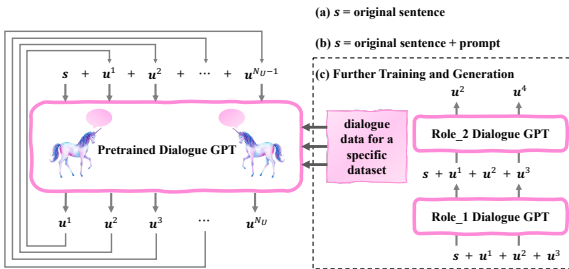 (a) s = original sentence
(b) s = original sentence + prompt
s + u¹ + u² + ⋯ + u^{N_U−1}
Pretrained Dialogue GPT
u¹ u² u³ ⋯ u^{N_U}
dialogue
data for a
specific
dataset
(c) Further Training and Generation
u² u⁴
Role_2 Dialogue GPT
s + u¹ + u² + u³
Role_1 Dialogue GPT
s + u¹ + u² + u³